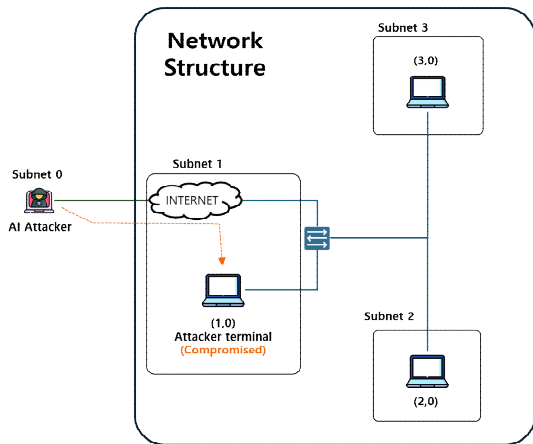 Network
Structure
Subnet 3
(3,0)
Subnet 0
AI Attacker
Subnet 1
INTERNET
(1,0)
Attacker terminal
(Compromised)
Subnet 2
(2,0)